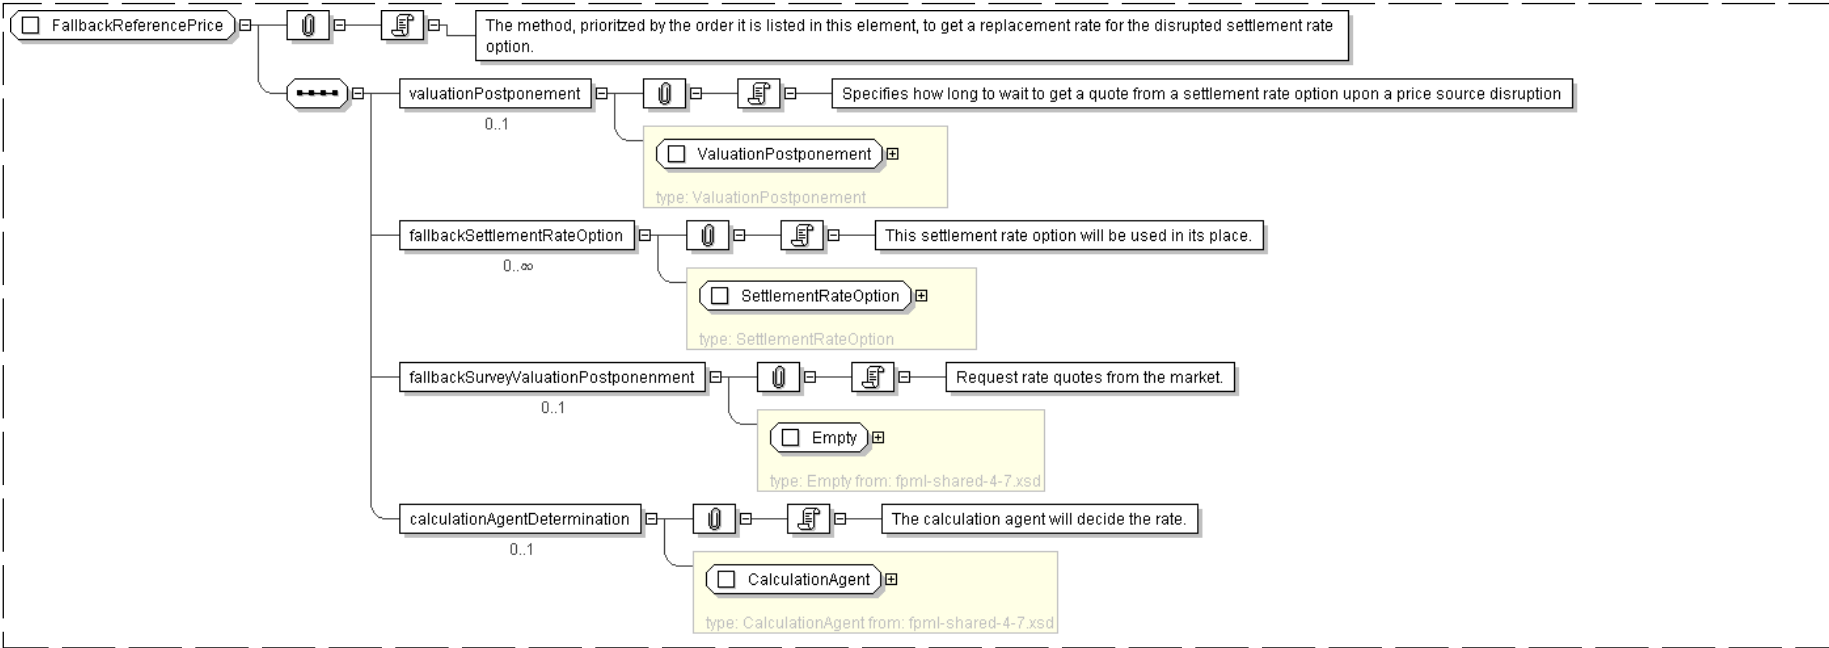 FallbackReferencePrice
The method, prioritzed by the order it is listed in this element, to get a replacement rate for the disrupted settlement rate
option.
valuationPostponement
Specifies how long to wait to get a quote from a settlement rate option upon a price source disruption
0..1
ValuationPostponement
type: ValuationPostponement
fallbackSettlementRateOption
This settlement rate option will be used in its place.
0..∞
SettlementRateOption
type: SettlementRateOption
fallbackSurveyValuationPostponenment
Request rate quotes from the market.
0..1
Empty
type: Empty from: fpml-shared-4-7.xsd
calculationAgentDetermination
The calculation agent will decide the rate.
0..1
CalculationAgent
type: CalculationAgent from: fpml-shared-4-7.xsd